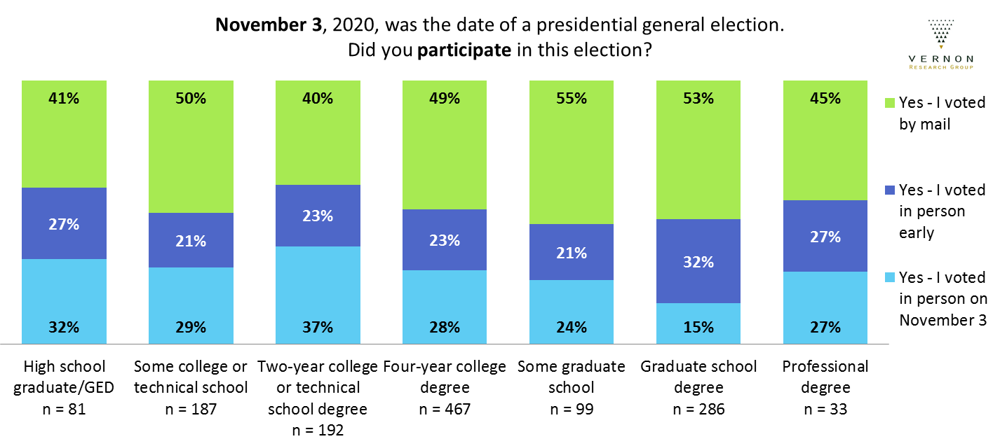 November 3, 2020, was the date of a presidential general election.
Did you participate in this election?
VERNON
RESEARCH GROUP
41%
50%
40%
49%
55%
53%
45%
27%
21%
23%
23%
21%
32%
27%
32%
29%
37%
28%
24%
15%
27%
Yes - I voted
by mail
Yes - I voted
in person
early
Yes - I voted
in person on
November 3
High school
graduate/GED
n = 81
Some college or
technical school
n = 187
Two-year college
or technical
school degree
n = 192
Four-year college
degree
n = 467
Some graduate
school
n = 99
Graduate school
degree
n = 286
Professional
degree
n = 33